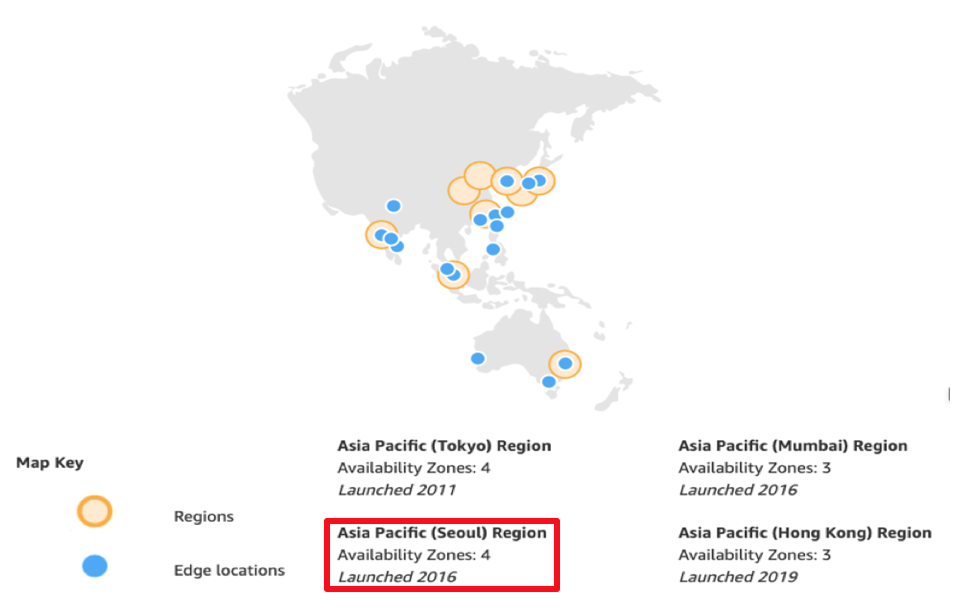 Map Key
Regions
Edge locations
Asia Pacific (Tokyo) Region
Availability Zones: 4
Launched 2011
Asia Pacific (Seoul) Region
Availability Zones: 4
Launched 2016
Asia Pacific (Mumbai) Region
Availability Zones: 3
Launched 2016
Asia Pacific (Hong Kong) Region
Availability Zones: 3
Launched 2019